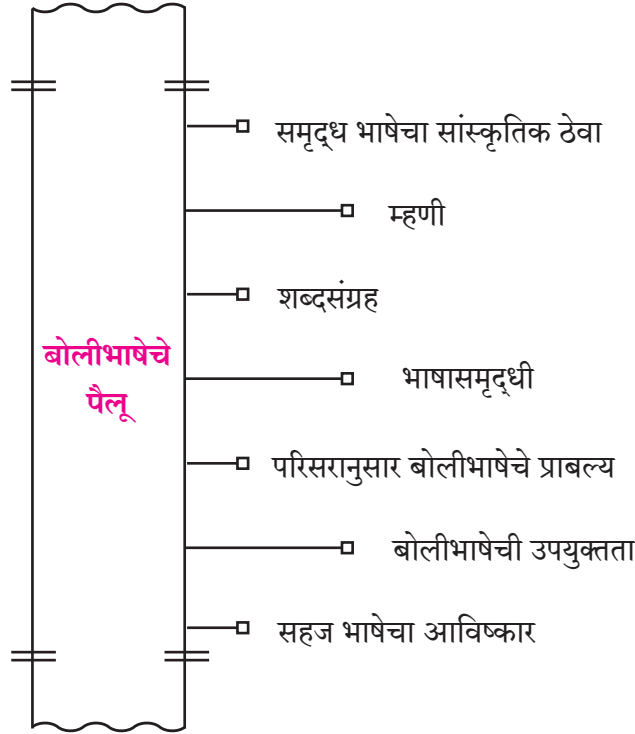 समृद्ध भाषेचा सांस्कृतिक ठेवा
म्हणी
शब्दसंग्रह
बोलीभाषेचे
पैलू
भाषासमृद्धी
परिसरानुसार बोलीभाषेचे प्राबल्य
बोलीभाषेची उपयुक्तता
सहज भाषेचा आविष्कार